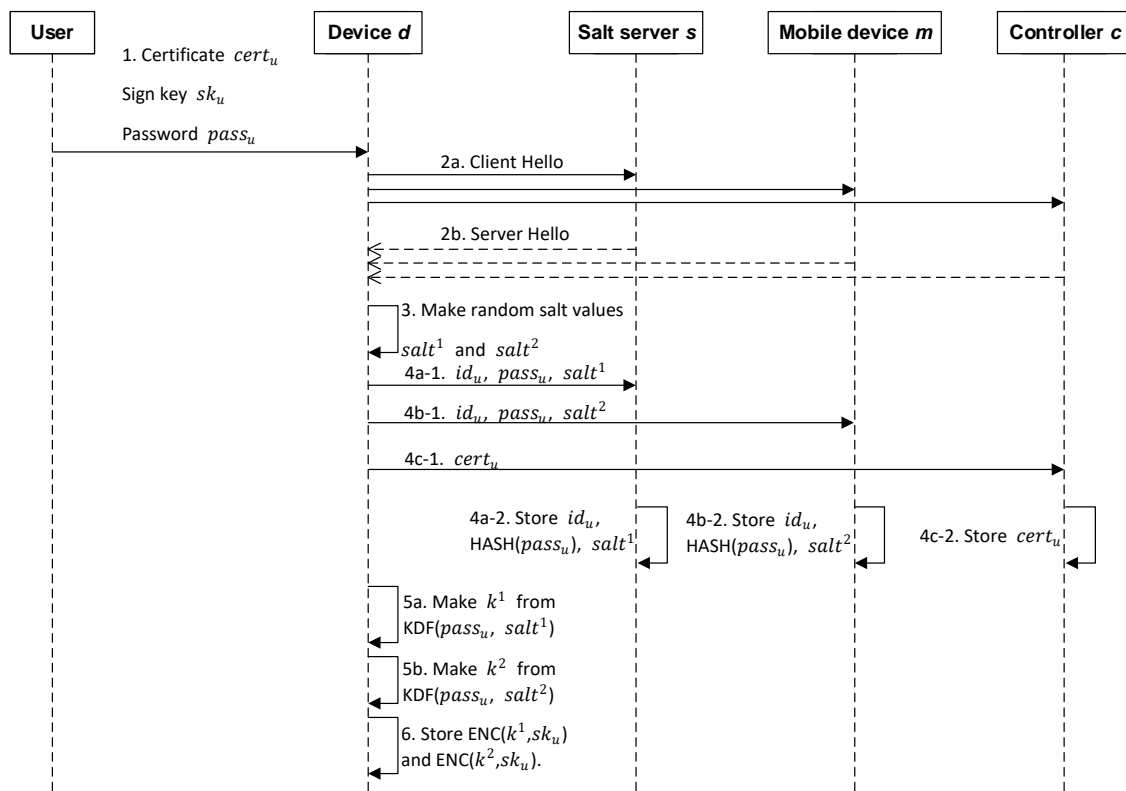 User
Device d
Salt server s
Mobile device m
Controller c
1. Certificate cert_u
Sign key sk_u
Password pass_u
2a. Client Hello
2b. Server Hello
3. Make random salt values
salt^1 and salt^2
4a-1. id_u, pass_u, salt^1
4b-1. id_u, pass_u, salt^2
4c-1. cert_u
4a-2. Store id_u,
HASH(pass_u), salt^1
4b-2. Store id_u,
HASH(pass_u), salt^2
4c-2. Store cert_u
5a. Make k^1 from
KDF(pass_u, salt^1)
5b. Make k^2 from
KDF(pass_u, salt^2)
6. Store ENC(k^1,sk_u)
and ENC(k^2,sk_u).